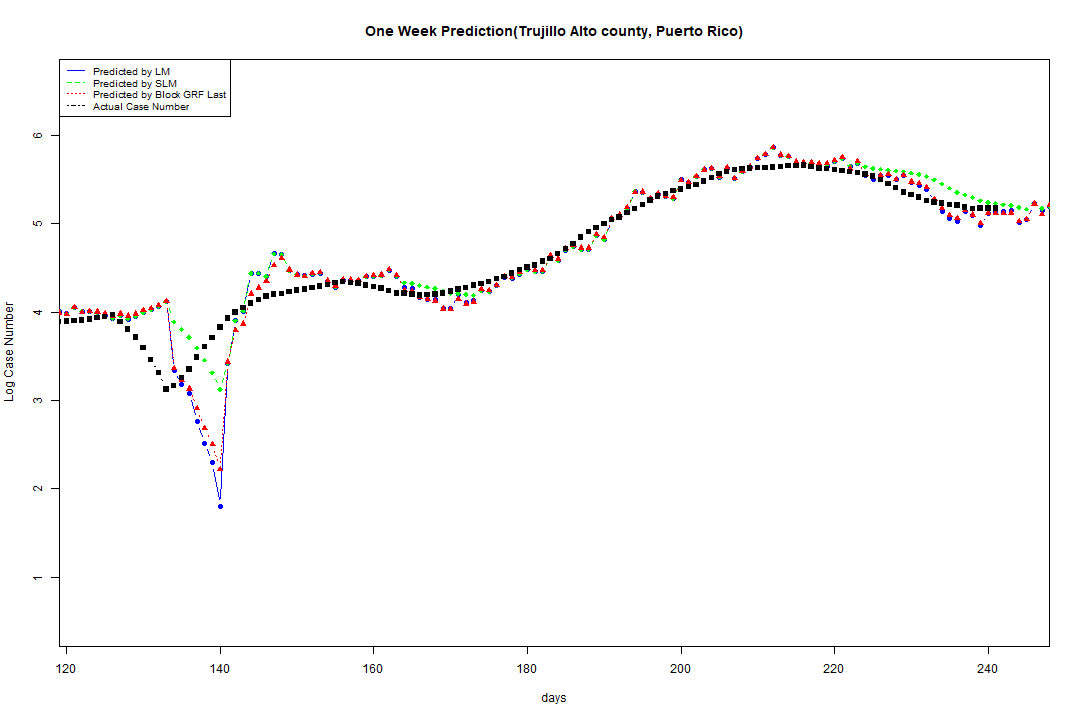 One Week Prediction(Trujillo Alto county, Puerto Rico)
Predicted by LM
Predicted by SLM
Predicted by Block GRF Last
Actual Case Number
Log Case Number
6
5
4
3
2
1
120 140 160 180 200 220 240
days